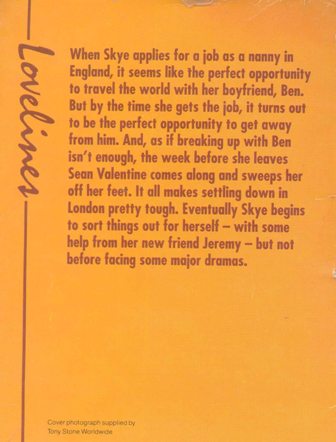 Lovelines
When Skye applies for a job as a nanny in
England, it seems like the perfect opportunity
to travel the world with her boyfriend, Ben.
But by the time she gets the job, it turns out
to be the perfect opportunity to get away
from him. And, as if breaking up with Ben
isn't enough, the week before she leaves
Sean Valentine comes along and sweeps her
off her feet. It all makes settling down in
London pretty tough. Eventually Skye begins
to sort things out for herself – with some
help from her new friend Jeremy – but not
before facing some major dramas.
Cover photograph supplied by
Tony Stone Worldwide